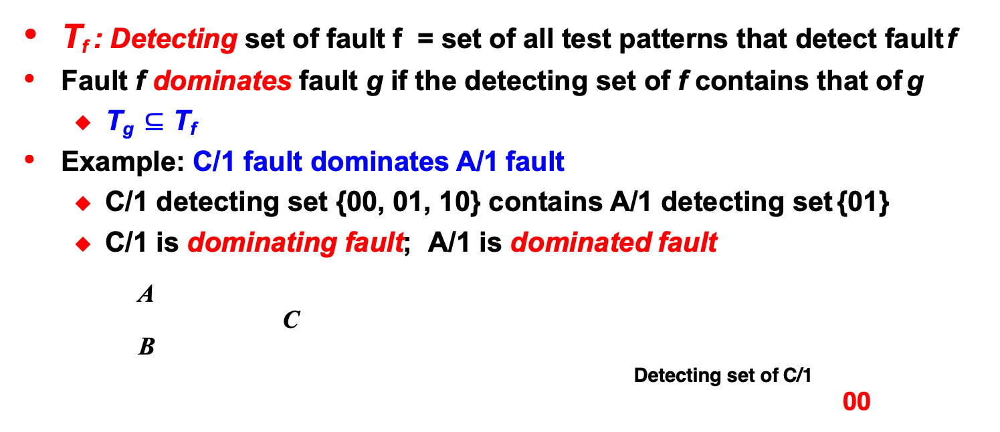 • T_f : Detecting set of fault f = set of all test patterns that detect fault f
• Fault f dominates fault g if the detecting set of f contains that of g
◆ T_g ⊆ T_f
• Example: C/1 fault dominates A/1 fault
◆ C/1 detecting set {00, 01, 10} contains A/1 detecting set {01}
◆ C/1 is dominating fault; A/1 is dominated fault
A
C
B
Detecting set of C/1
00